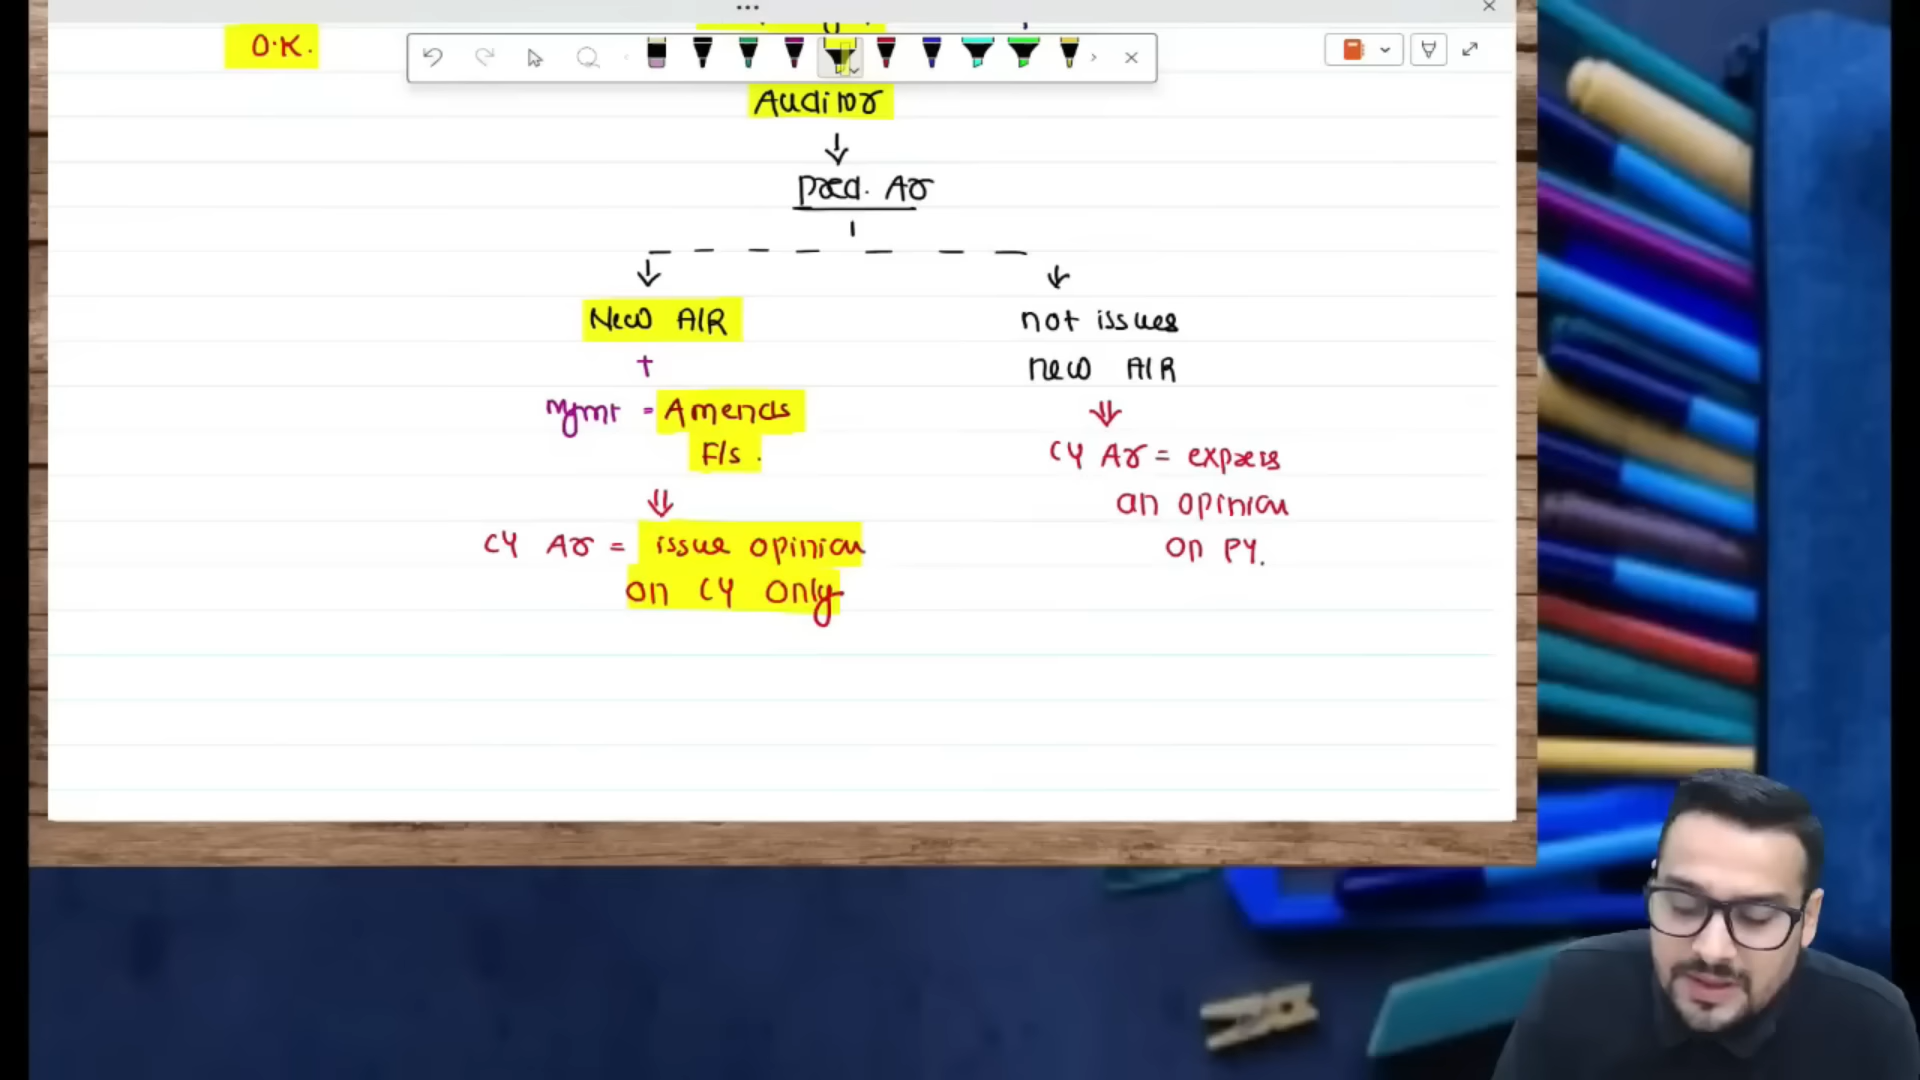 O.K.
Auditor
pred. Ar
New AIR
not issues
+
new AIR
Mgmt = Amends
F/s.
CY Ar = express
an opinion
CY Ar = issue opinion
on PY.
on CY Only